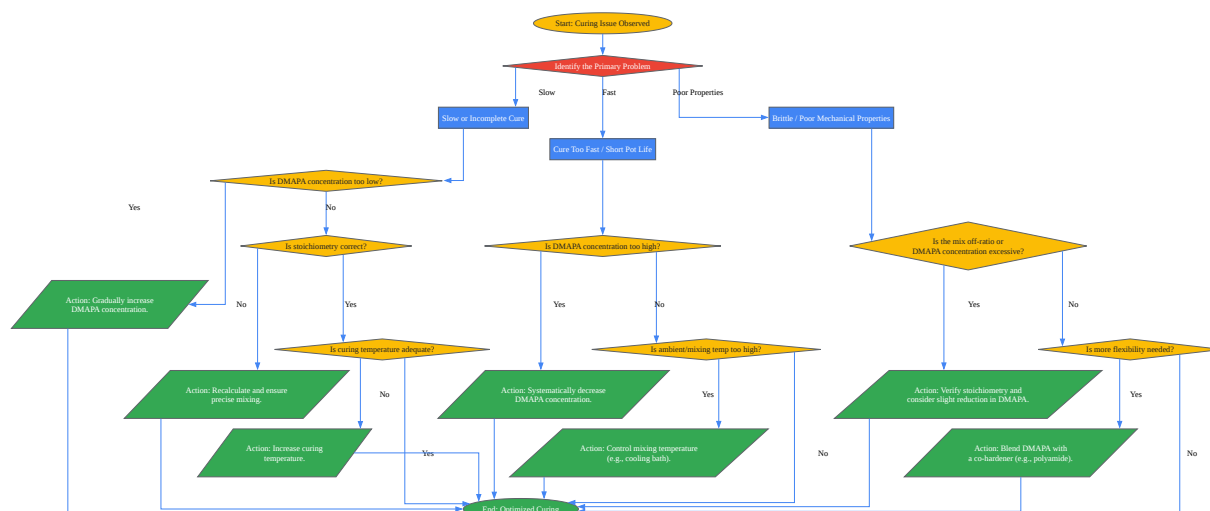 Start: Curing Issue Observed
Identify the Primary Problem
Slow
Fast
Poor Properties
Slow or Incomplete Cure
Brittle / Poor Mechanical Properties
Cure Too Fast / Short Pot Life
Is DMAPA concentration too low?
Yes
No
Is stoichiometry correct?
Is DMAPA concentration too high?
Is the mix off-ratio or
DMAPA concentration excessive?
Action: Gradually increase
DMAPA concentration.
No
Yes
Yes
No
Yes
No
Is curing temperature adequate?
Is ambient/mixing temp too high?
Is more flexibility needed?
Action: Recalculate and ensure
precise mixing.
No
Action: Systematically decrease
DMAPA concentration.
Yes
Action: Verify stoichiometry and
consider slight reduction in DMAPA.
Yes
Action: Increase curing
temperature.
Yes
Action: Control mixing temperature
(e.g., cooling bath).
No
Action: Blend DMAPA with
a co-hardener (e.g., polyamide).
No
End: Optimized Curing